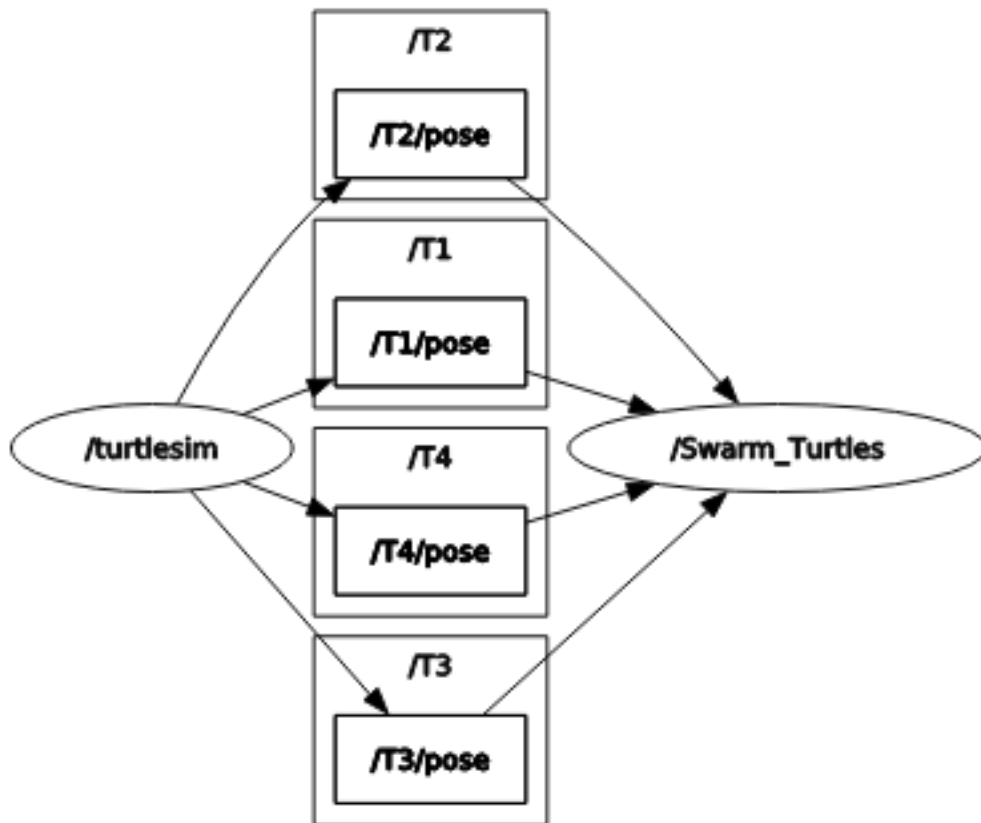 /T2
/T2/pose
/T1
/T1/pose
/turtlesim
/Swarm_Turtles
/T4
/T4/pose
/T3
/T3/pose